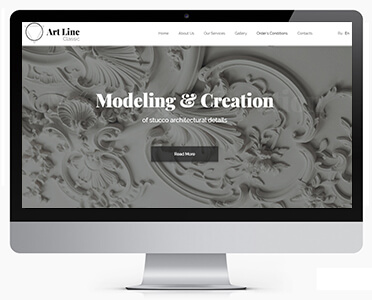 Art Line
Classic
Home About Us Our Services Gallery Order's Conditions Contacts Ru En
Modeling & Creation
of stucco architectural details
Read More